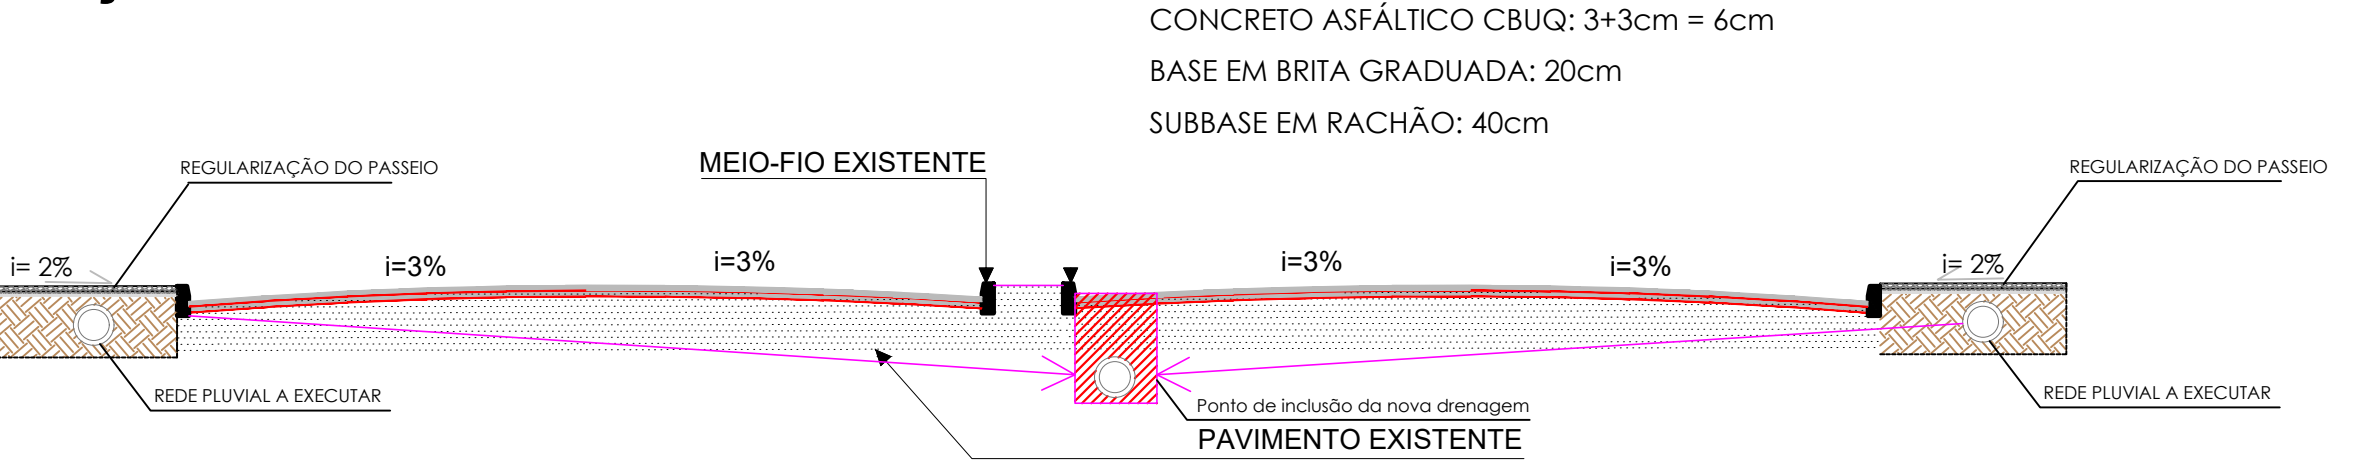 CONCRETO ASFÁLTICO CBUQ: 3+3cm = 6cm
BASE EM BRITA GRADUADA: 20cm
SUBBASE EM RACHÃO: 40cm
REGULARIZAÇÃO DO PASSEIO
MEIO-FIO EXISTENTE
REGULARIZAÇÃO DO PASSEIO
i= 2%
i=3%
i=3%
i=3%
i=3%
i= 2%
REDE PLUVIAL A EXECUTAR
Ponto de inclusão da nova drenagem
REDE PLUVIAL A EXECUTAR
PAVIMENTO EXISTENTE